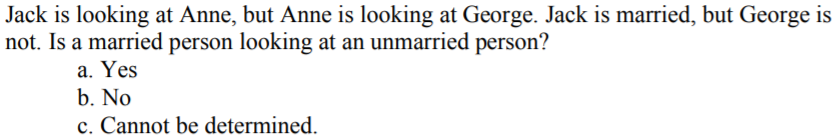 Jack is looking at Anne, but Anne is looking at George. Jack is married, but George is
not. Is a married person looking at an unmarried person?
a. Yes
b. No
c. Cannot be determined.